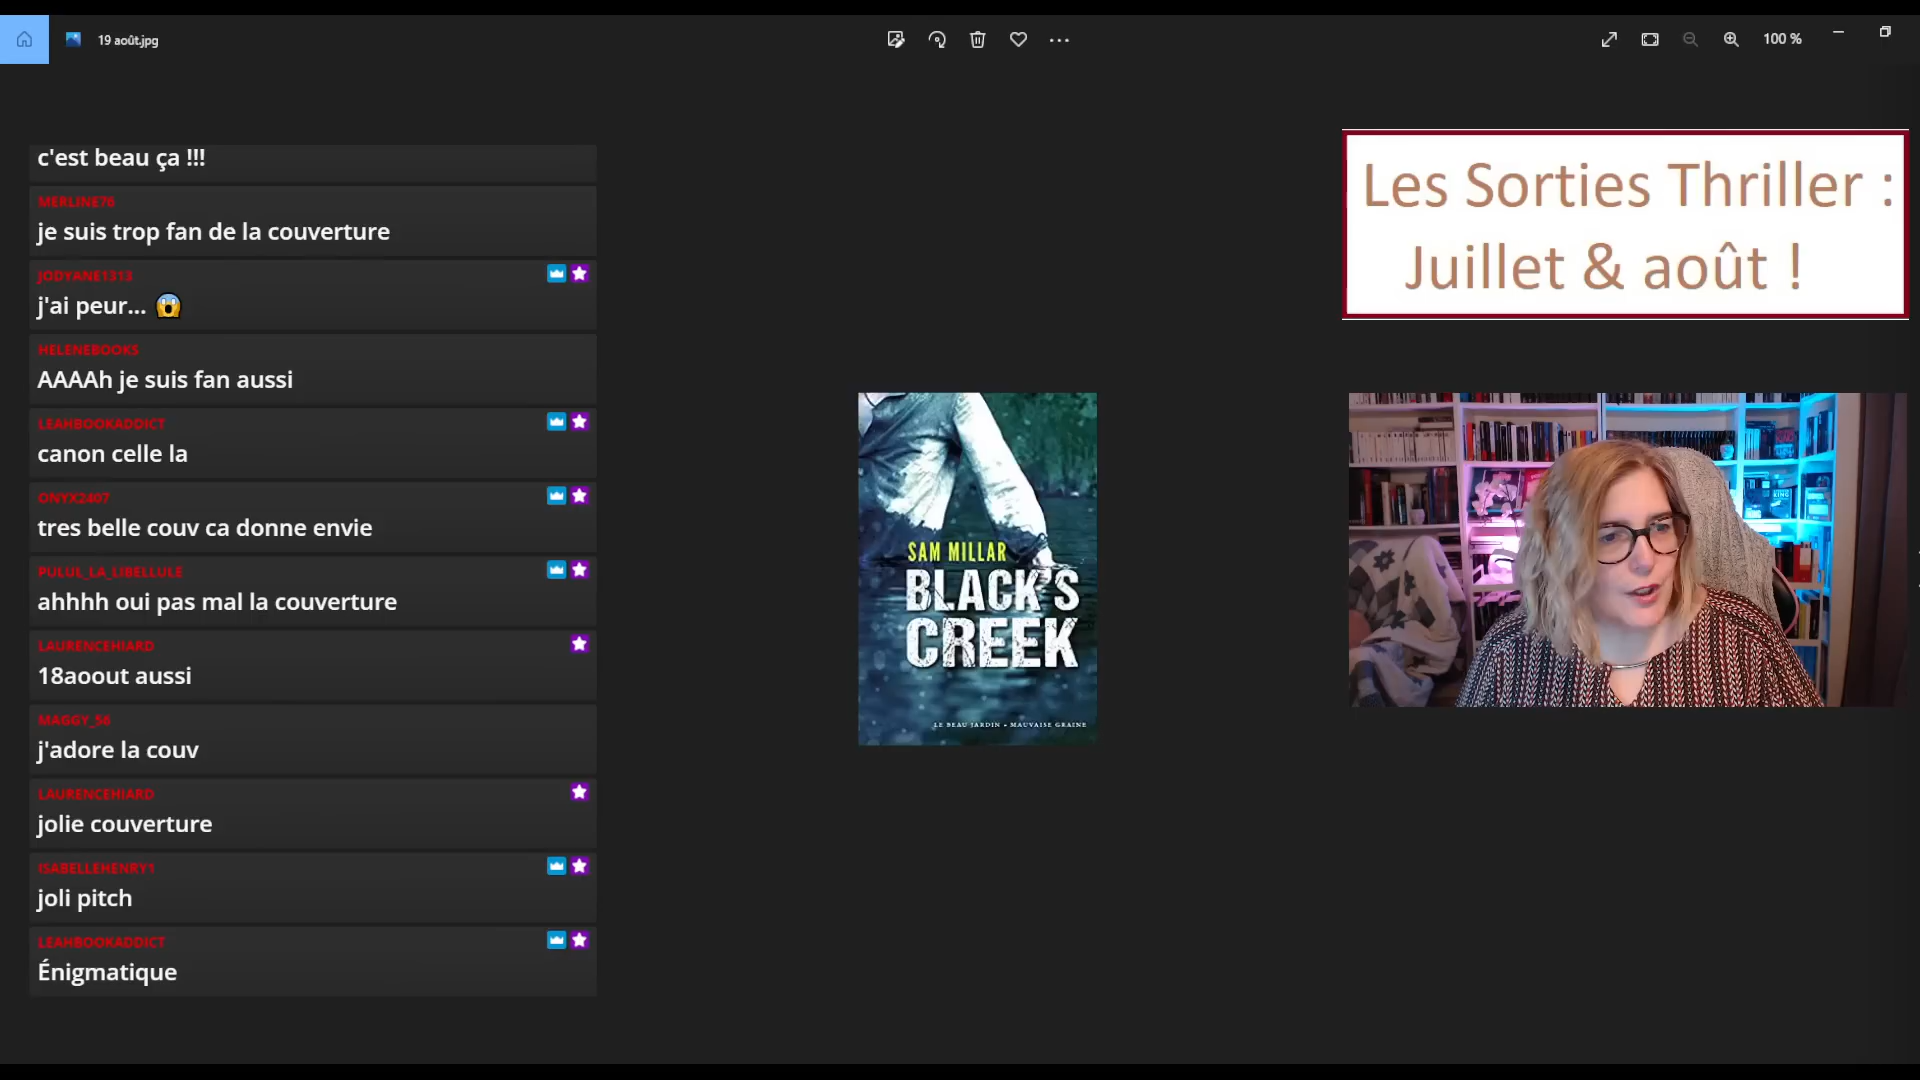 19 août.jpg
100 %
c'est beau ça !!!
MERLINE76
je suis trop fan de la couverture
JODYANE1313
j'ai peur... 😱
HELENEBOOKS
AAAAh je suis fan aussi
LEAHBOOKADDICT
canon celle la
ONYX2407
tres belle couv ca donne envie
PULUL_LA_LIBELLULE
ahhhh oui pas mal la couverture
LAURENCEHIARD
18aoout aussi
MAGGY_56
j'adore la couv
LAURENCEHIARD
jolie couverture
ISABELLEHENRY1
joli pitch
LEAHBOOKADDICT
Énigmatique
SAM MILLAR
BLACK'S
CREEK
LE BEAU JARDIN - MAUVAISE GRAINE
Les Sorties Thriller :
Juillet & août !
KING